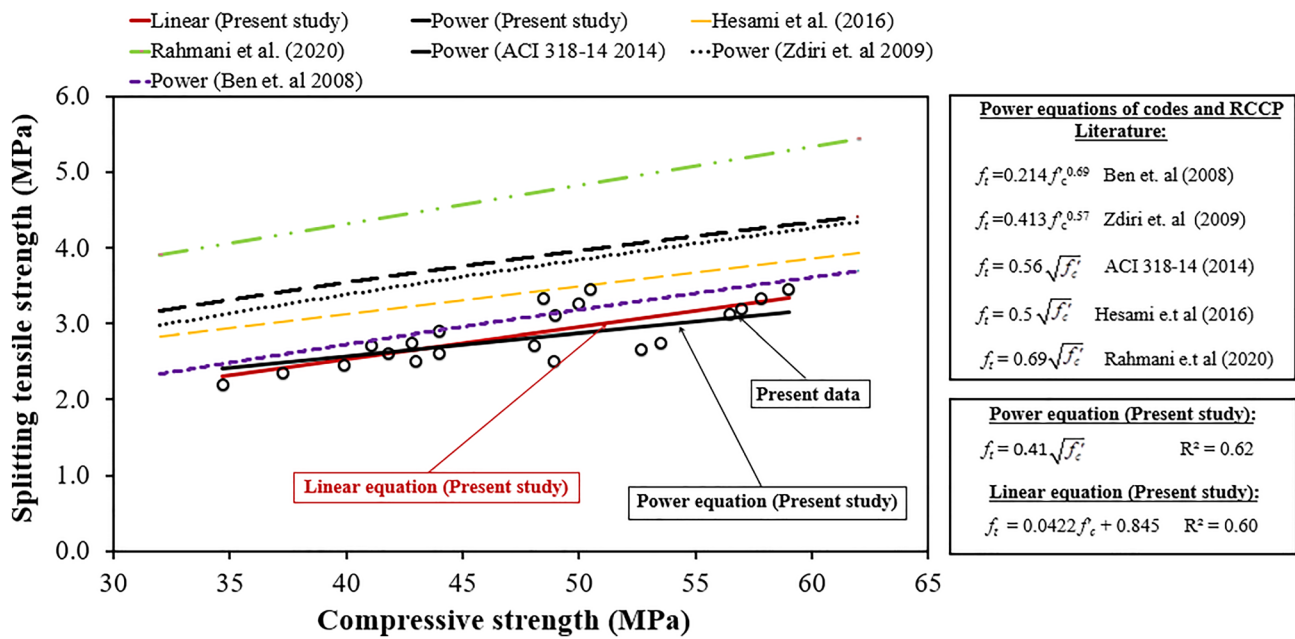 Linear (Present study) Power (Present study) Hesami et al. (2016)
Rahmani et al. (2020) Power (ACI 318-14 2014) Power (Zdiri et. al 2009)
Power (Ben et. al 2008)
Splitting tensile strength (MPa)
6.0
5.0
4.0
3.0
2.0
1.0
0.0
Present data
Linear equation (Present study)
Power equation (Present study)
30 35 40 45 50 55 60 65
Compressive strength (MPa)
Power equations of codes and RCCP
Literature:
f_t=0.214 f'_c^0.69 Ben et. al (2008)
f_t=0.413 f'_c^0.57 Zdiri et. al (2009)
f_t = 0.56 √f_c' ACI 318-14 (2014)
f_t = 0.5 √f_c' Hesami e.t al (2016)
f_t = 0.69 √f_c' Rahmani e.t al (2020)
Power equation (Present study):
f_t = 0.41 √f_c' R² = 0.62
Linear equation (Present study):
f_t = 0.0422 f'_c + 0.845 R² = 0.60